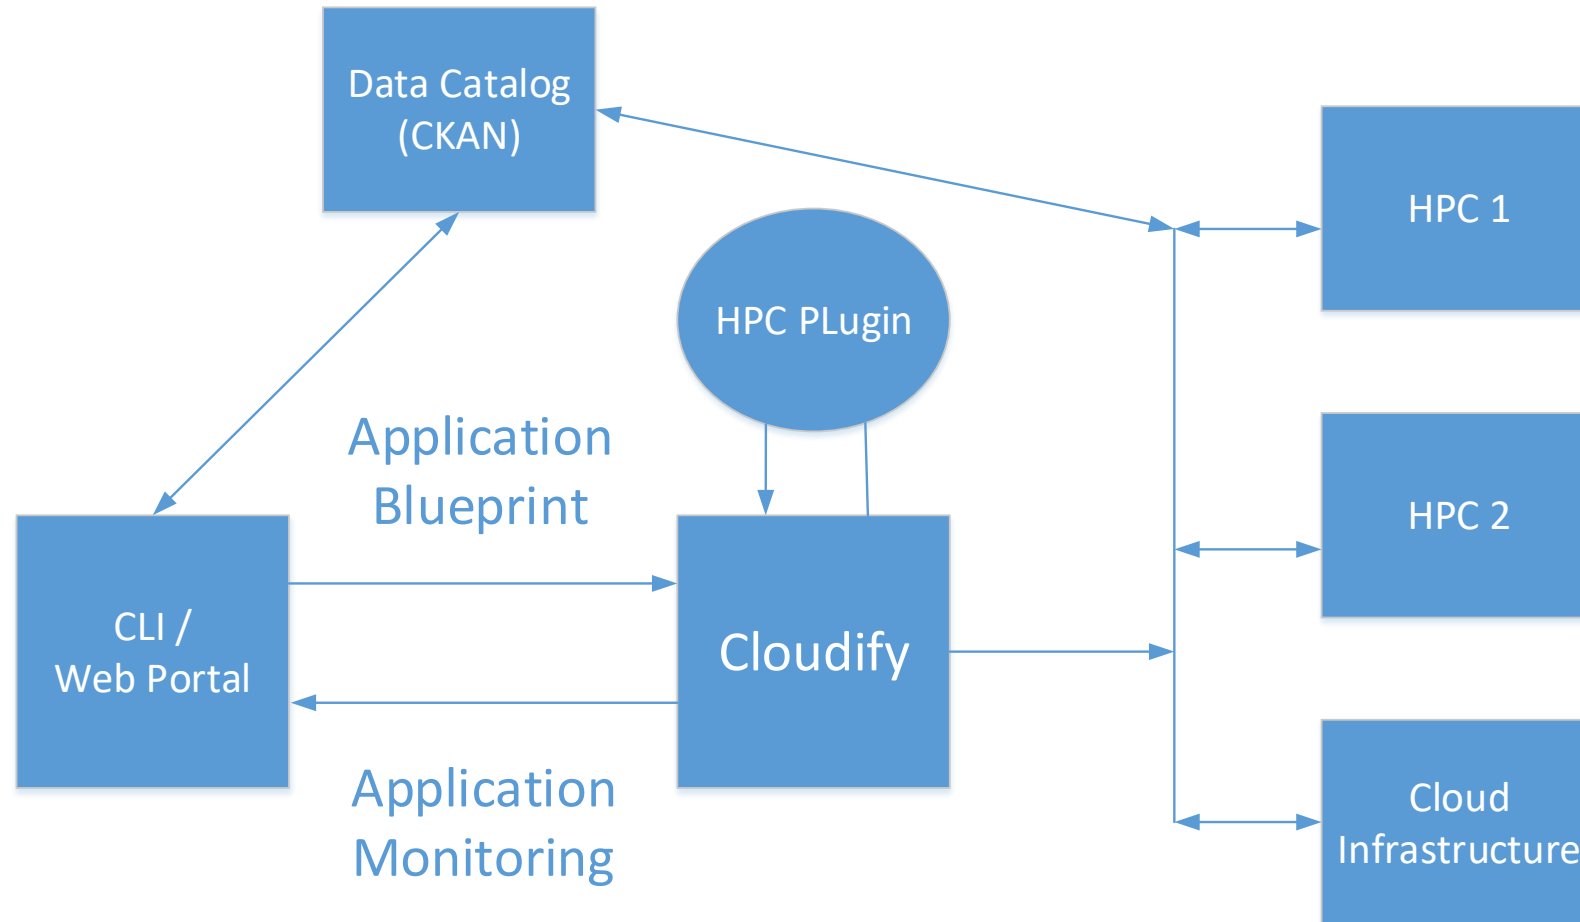 Data Catalog
(CKAN)
HPC 1
HPC PLugin
Application
Blueprint
HPC 2
CLI /
Web Portal
Cloudify
Application
Monitoring
Cloud
Infrastructure